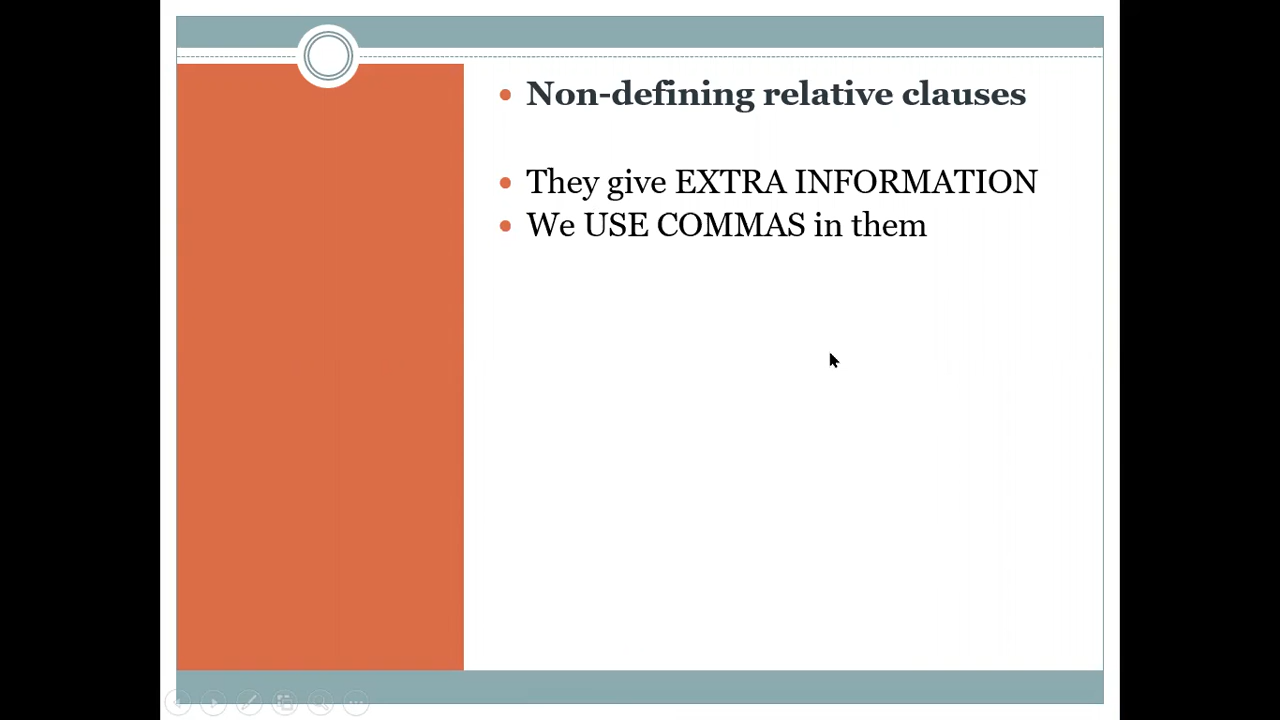 Non-defining relative clauses
They give EXTRA INFORMATION
We USE COMMAS in them